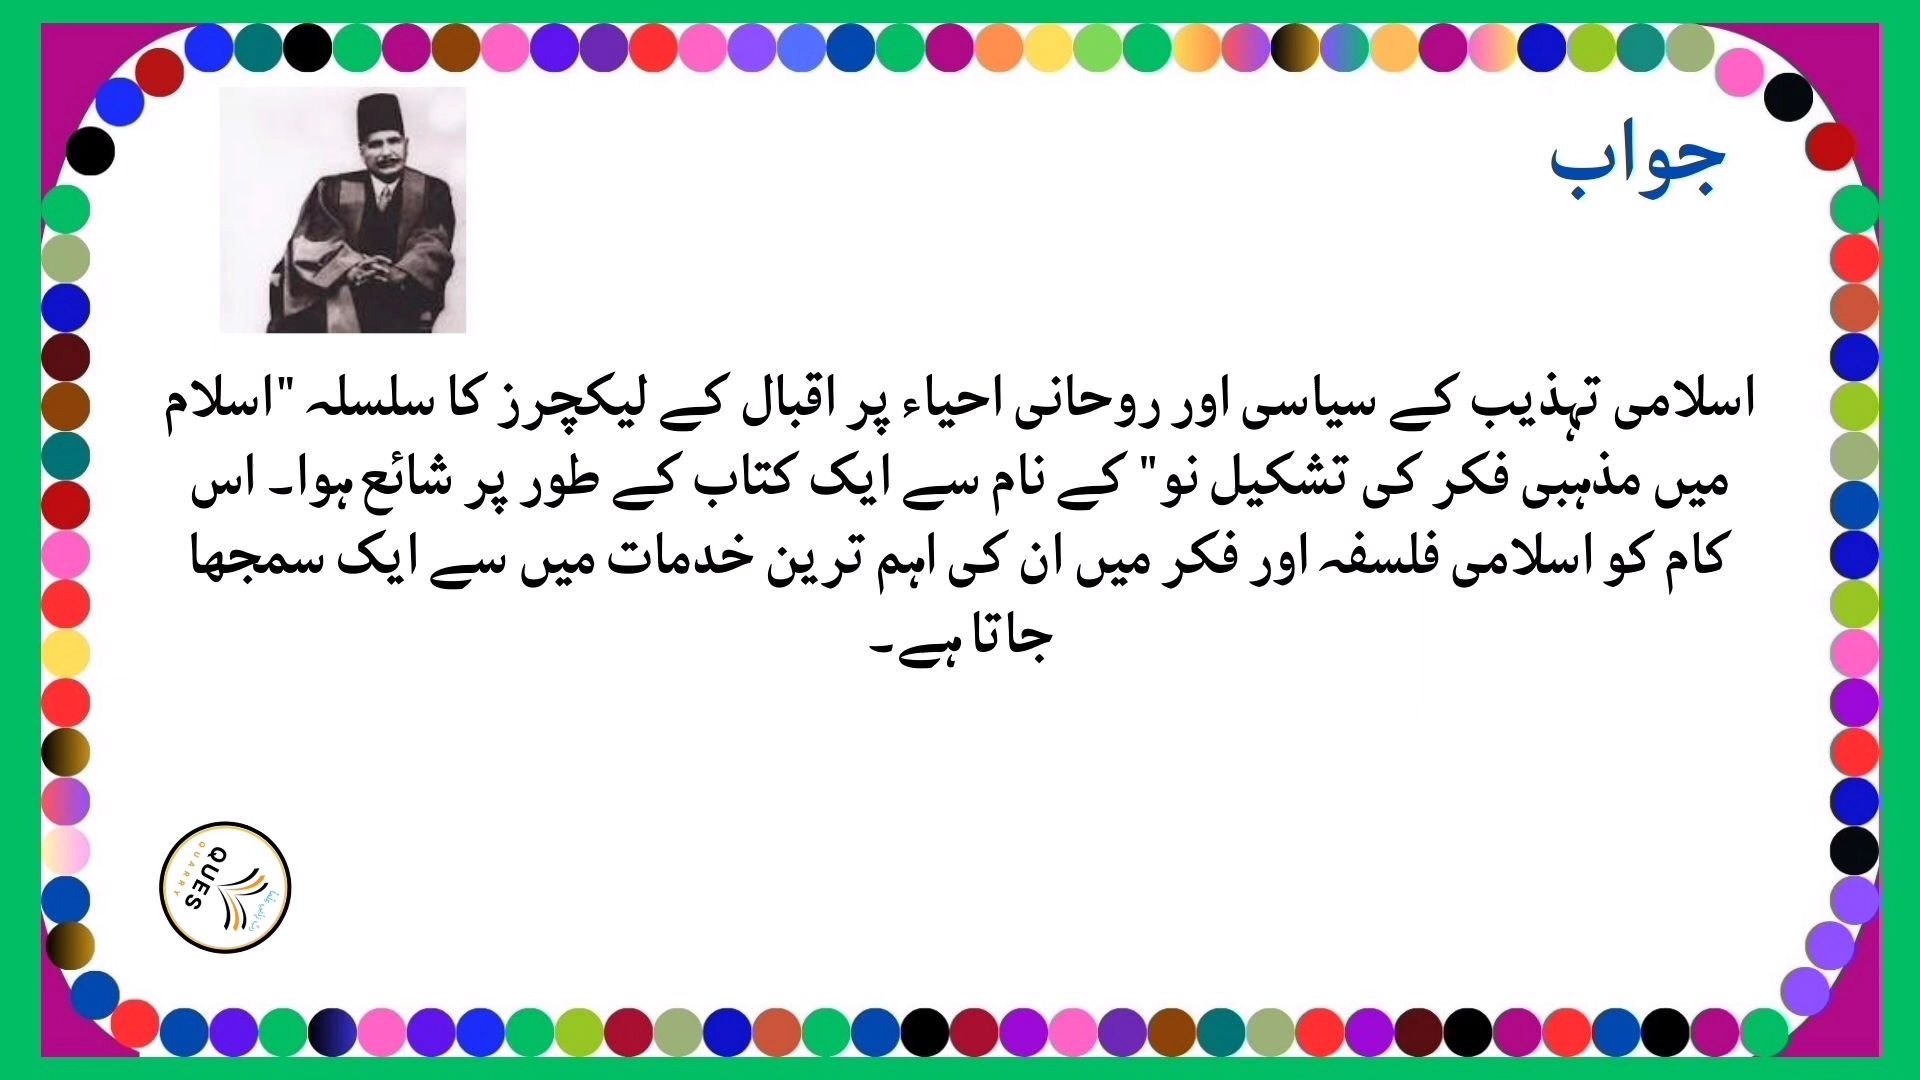 جواب
اسلامی تہذیب کے سیاسی اور روحانی احیاء پر اقبال کے لیکچرز کا سلسلہ "اسلام
میں مذہبی فکر کی تشکیل نو" کے نام سے ایک کتاب کے طور پر شائع ہوا۔ اس
کام کو اسلامی فلسفہ اور فکر میں ان کی اہم ترین خدمات میں سے ایک سمجھا
جاتا ہے۔
QUES
QUARRY